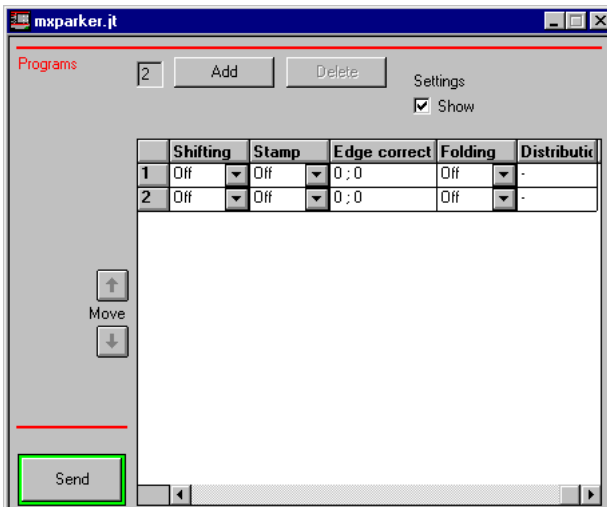 mxparker.jt
Programs
2 Add Delete Settings
Show
Shifting Stamp Edge correct Folding Distributic
1 Off Off 0 ; 0 Off -
2 Off Off 0 ; 0 Off -
Move
Send